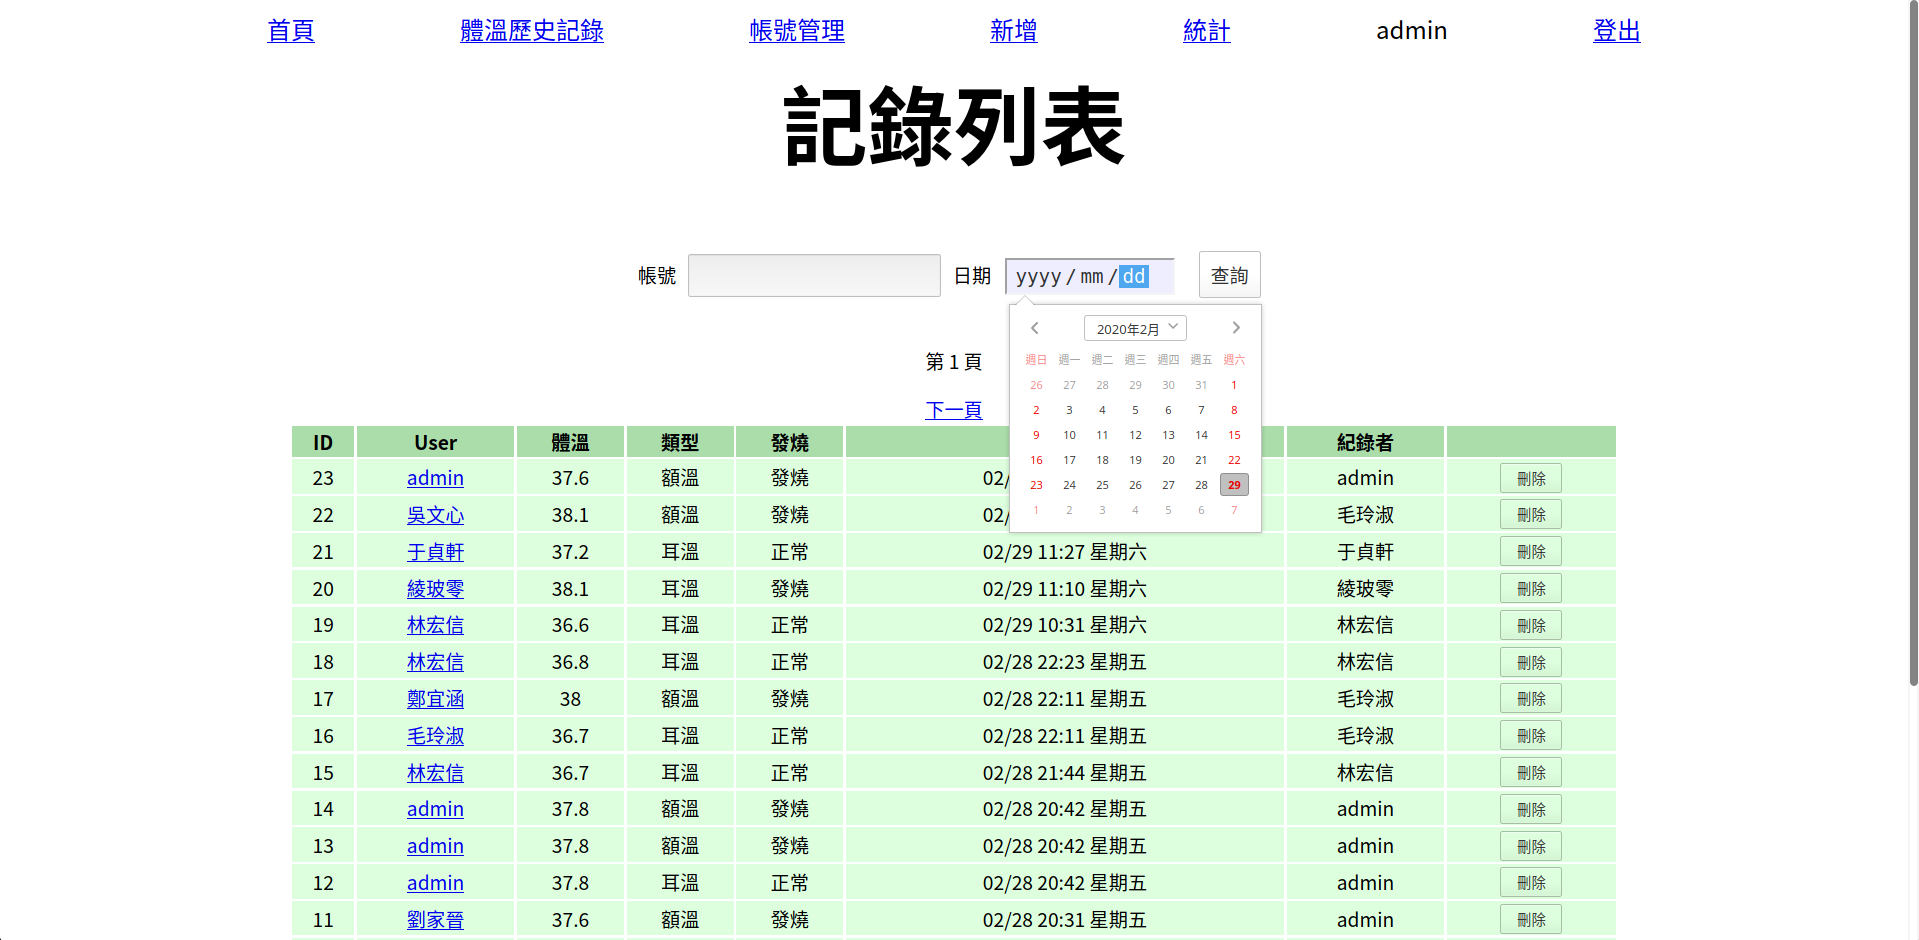 首頁 體溫歷史記錄 帳號管理 新增 統計 admin 登出
記錄列表
帳號 日期 yyyy/mm/dd 查詢
2020年2月
週日 週一 週二 週三 週四 週五 週六
26 27 28 29 30 31 1
2 3 4 5 6 7 8
9 10 11 12 13 14 15
16 17 18 19 20 21 22
23 24 25 26 27 28 29
1 2 3 4 5 6 7
第 1 頁
下一頁
ID User 體溫 類型 發燒 紀錄者
23 admin 37.6 額溫 發燒 02/ admin 刪除
22 吳文心 38.1 額溫 發燒 02/ 毛玲淑 刪除
21 于貞軒 37.2 耳溫 正常 02/29 11:27 星期六 于貞軒 刪除
20 綾玻零 38.1 耳溫 發燒 02/29 11:10 星期六 綾玻零 刪除
19 林宏信 36.6 耳溫 正常 02/29 10:31 星期六 林宏信 刪除
18 林宏信 36.8 耳溫 正常 02/28 22:23 星期五 林宏信 刪除
17 鄭宜涵 38 額溫 發燒 02/28 22:11 星期五 毛玲淑 刪除
16 毛玲淑 36.7 耳溫 正常 02/28 22:11 星期五 毛玲淑 刪除
15 林宏信 36.7 耳溫 正常 02/28 21:44 星期五 林宏信 刪除
14 admin 37.8 額溫 發燒 02/28 20:42 星期五 admin 刪除
13 admin 37.8 額溫 發燒 02/28 20:42 星期五 admin 刪除
12 admin 37.8 耳溫 正常 02/28 20:42 星期五 admin 刪除
11 劉家晉 37.6 額溫 發燒 02/28 20:31 星期五 admin 刪除